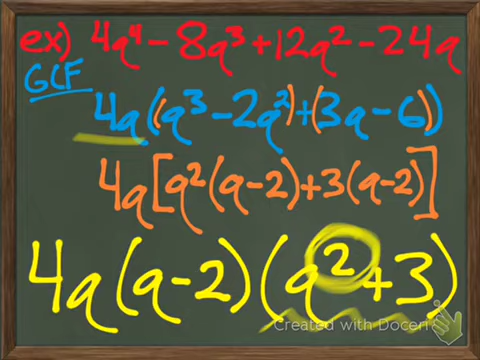 ex) 4a⁴ - 8a³ + 12a² - 24a
GCF
4a((a³ - 2a²) + (3a - 6))
4a[a²(a-2)+3(a-2)]
4a(a-2)(a²+3)
Created with Doceri